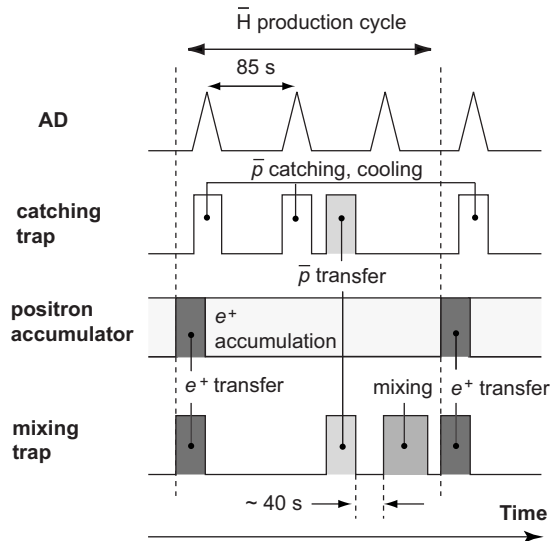 H̅ production cycle
85 s
AD
p̅ catching, cooling
catching
trap
p̅ transfer
positron
accumulator
e⁺
accumulation
e⁺ transfer
mixing
e⁺ transfer
mixing
trap
~ 40 s
Time